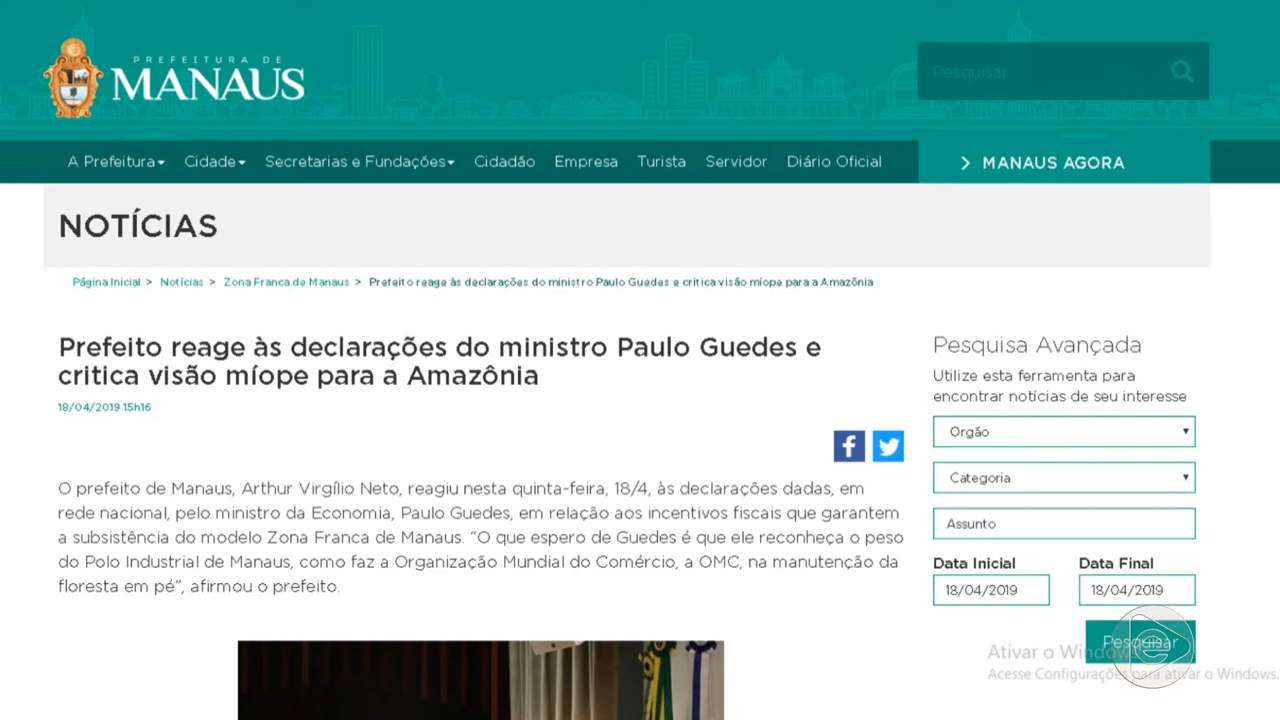 PREFEITURA DE
MANAUS
Pesquisar
A Prefeitura
Cidade
Secretarias e Fundações
Cidadão
Empresa
Turista
Servidor
Diário Oficial
MANAUS AGORA
NOTÍCIAS
Página Inicial > Notícias > Zona Franca de Manaus > Prefeito reage às declarações do ministro Paulo Guedes e critica visão míope para a Amazônia
Prefeito reage às declarações do ministro Paulo Guedes e
critica visão míope para a Amazônia
18/04/2019 15h16
O prefeito de Manaus, Arthur Virgílio Neto, reagiu nesta quinta-feira, 18/4, às declarações dadas, em
rede nacional, pelo ministro da Economia, Paulo Guedes, em relação aos incentivos fiscais que garantem
a subsistência do modelo Zona Franca de Manaus. “O que espero de Guedes é que ele reconheça o peso
do Polo Industrial de Manaus, como faz a Organização Mundial do Comércio, a OMC, na manutenção da
floresta em pé”, afirmou o prefeito.
Pesquisa Avançada
Utilize esta ferramenta para
encontrar notícias de seu interesse
Orgão
Categoria
Assunto
Data Inicial
Data Final
18/04/2019
18/04/2019
Pesquisar
Ativar o Windows
Acesse Configurações para ativar o Windows.